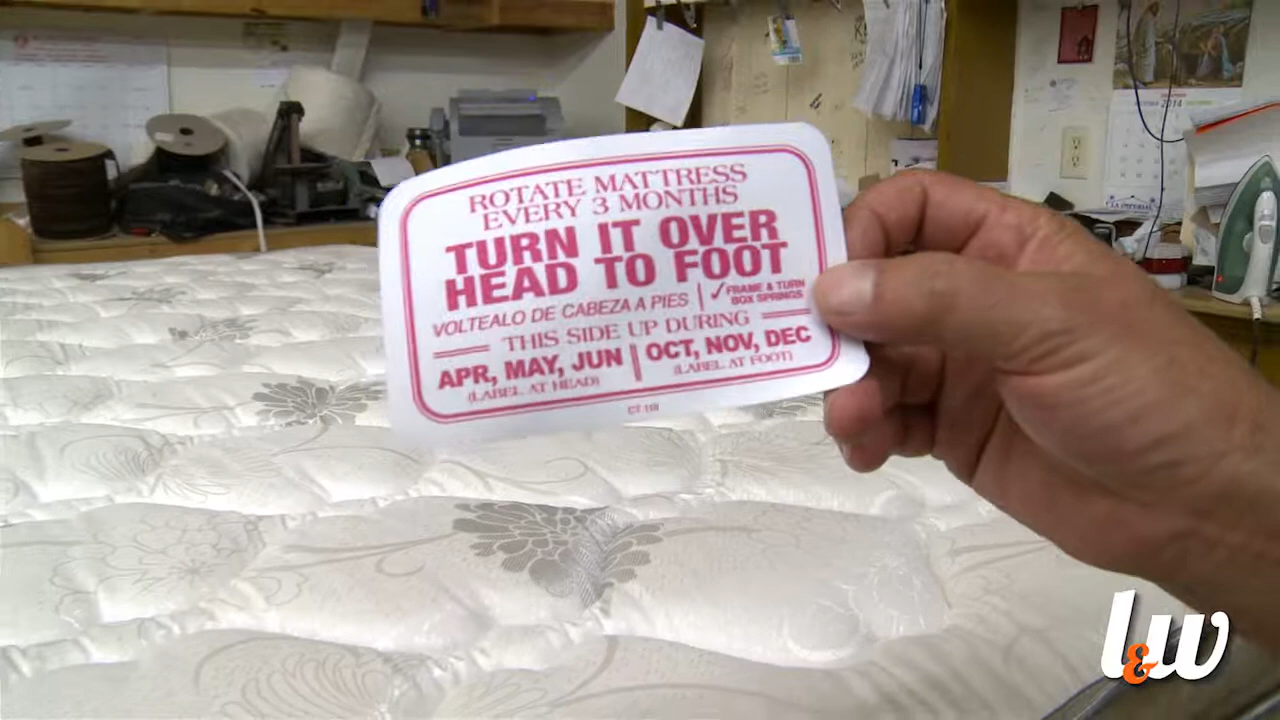 ROTATE MATTRESS
EVERY 3 MONTHS
TURN IT OVER
HEAD TO FOOT
VOLTEALO DE CABEZA A PIES
✓ FRAME & TURN
BOX SPRINGS
THIS SIDE UP DURING
APR, MAY, JUN
(LABEL AT HEAD)
OCT, NOV, DEC
(LABEL AT FOOT)
2014
l&w